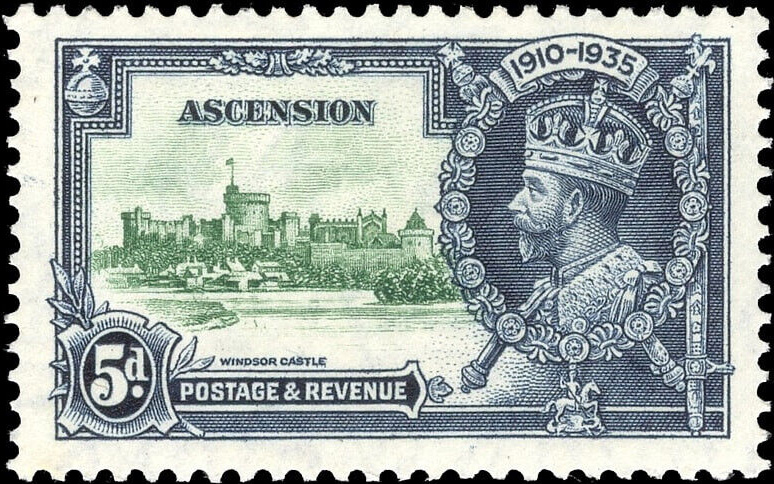 1910-1935
ASCENSION
WINDSOR CASTLE
5d.
POSTAGE & REVENUE